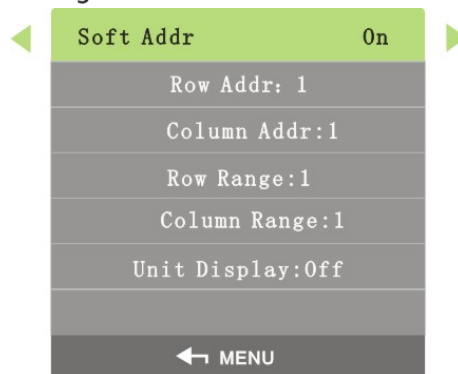 Soft Addr On
Row Addr: 1
Column Addr:1
Row Range:1
Column Range:1
Unit Display:Off
MENU